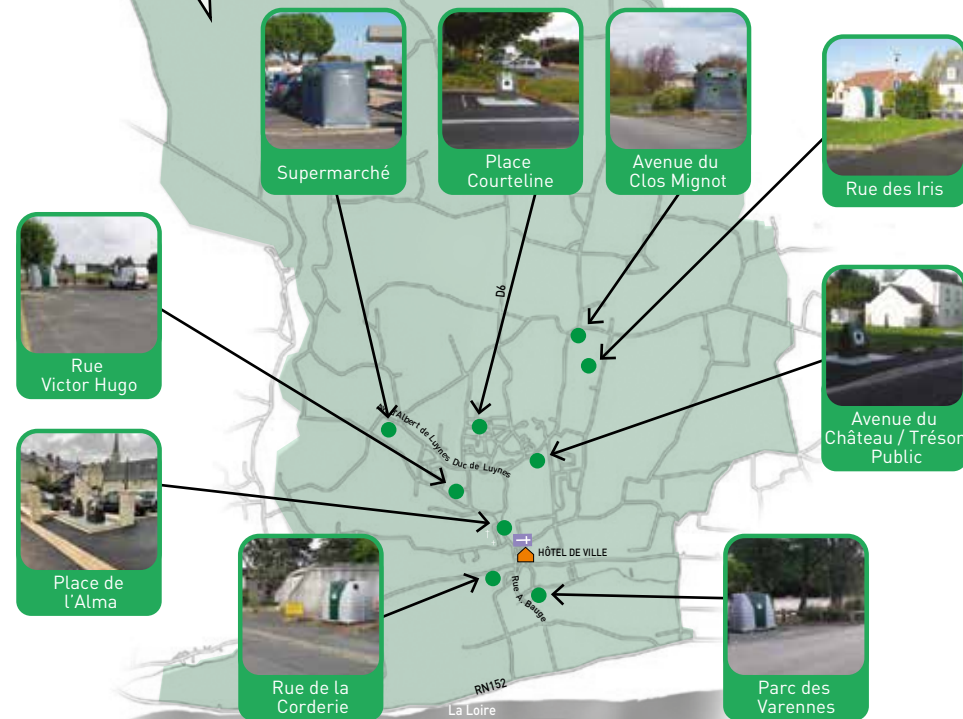 Supermarché
Place
Courteline
Avenue du
Clos Mignot
Rue des Iris
D6
Rue
Victor Hugo
Avenue du
Château / Trésor
Public
d'Albert de Luynes Duc de Luynes
Place de
l'Alma
HÔTEL DE VILLE
Rue A. Bauge
Rue de la
Corderie
Parc des
Varennes
RN152
La Loire